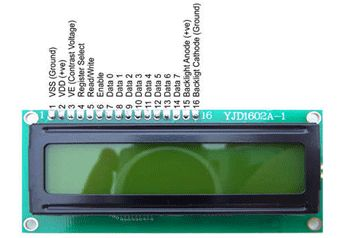 1 VSS (Ground)
2 VDD (+ve)
3 VE (Contrast Voltage)
4 Register Select
5 Read/Write
6 Enable
7 Data 0
8 Data 1
9 Data 2
10 Data 3
11 Data 4
12 Data 5
13 Data 6
14 Data 7
15 Backlight Anode (+ve)
16 Backligt Cathode (Ground)
1
16
YJD1602A-1